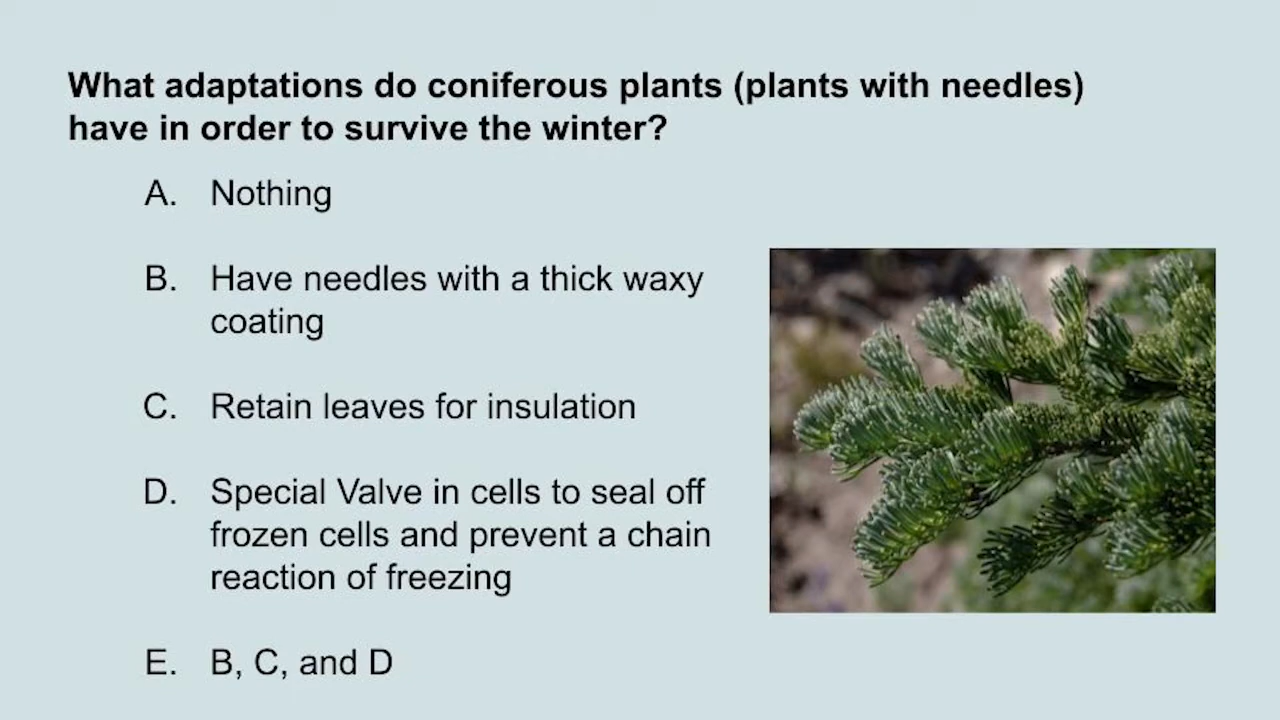 What adaptations do coniferous plants (plants with needles)
have in order to survive the winter?
A. Nothing
B. Have needles with a thick waxy
coating
C. Retain leaves for insulation
D. Special Valve in cells to seal off
frozen cells and prevent a chain
reaction of freezing
E. B, C, and D